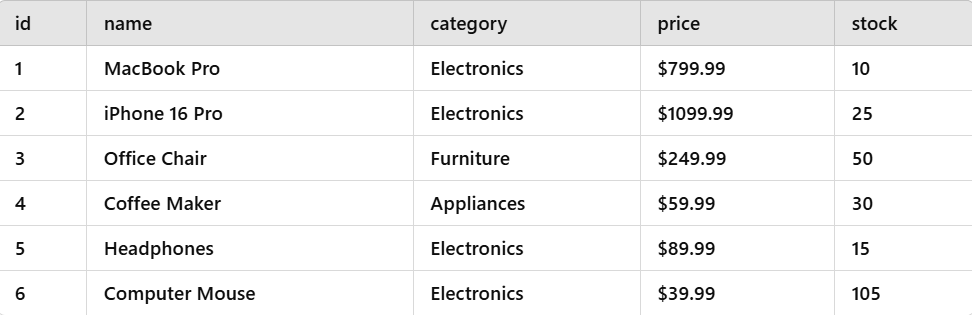 id name category price stock
1 MacBook Pro Electronics $799.99 10
2 iPhone 16 Pro Electronics $1099.99 25
3 Office Chair Furniture $249.99 50
4 Coffee Maker Appliances $59.99 30
5 Headphones Electronics $89.99 15
6 Computer Mouse Electronics $39.99 105